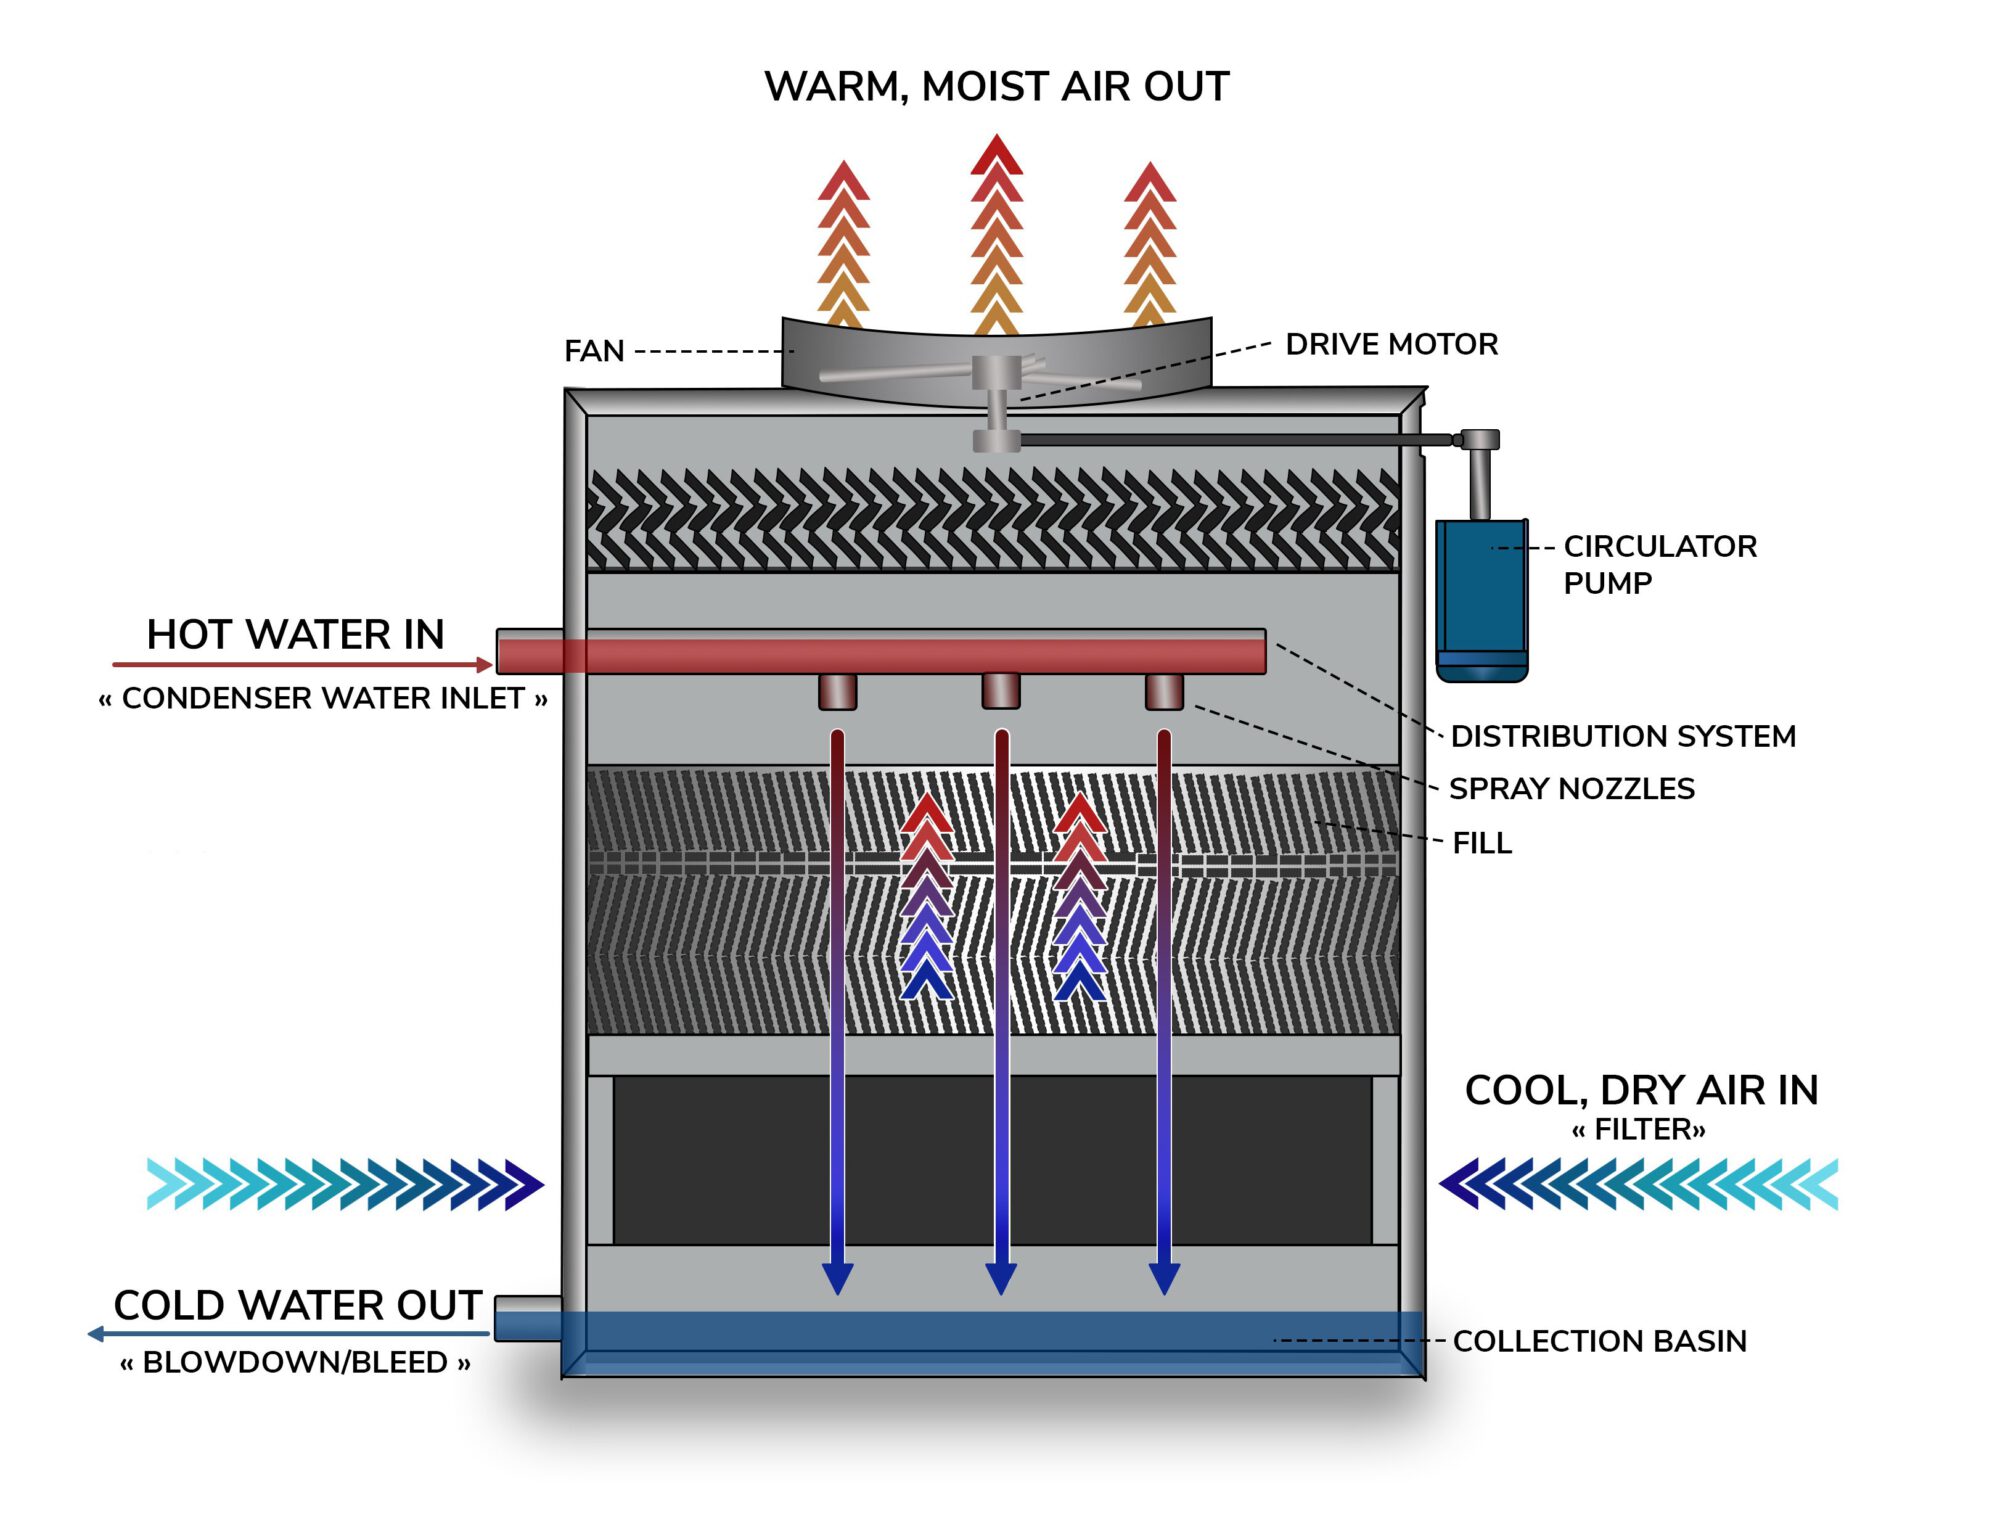 WARM, MOIST AIR OUT
FAN
DRIVE MOTOR
CIRCULATOR
PUMP
HOT WATER IN
« CONDENSER WATER INLET »
DISTRIBUTION SYSTEM
SPRAY NOZZLES
FILL
COOL, DRY AIR IN
« FILTER»
COLD WATER OUT
« BLOWDOWN/BLEED »
COLLECTION BASIN